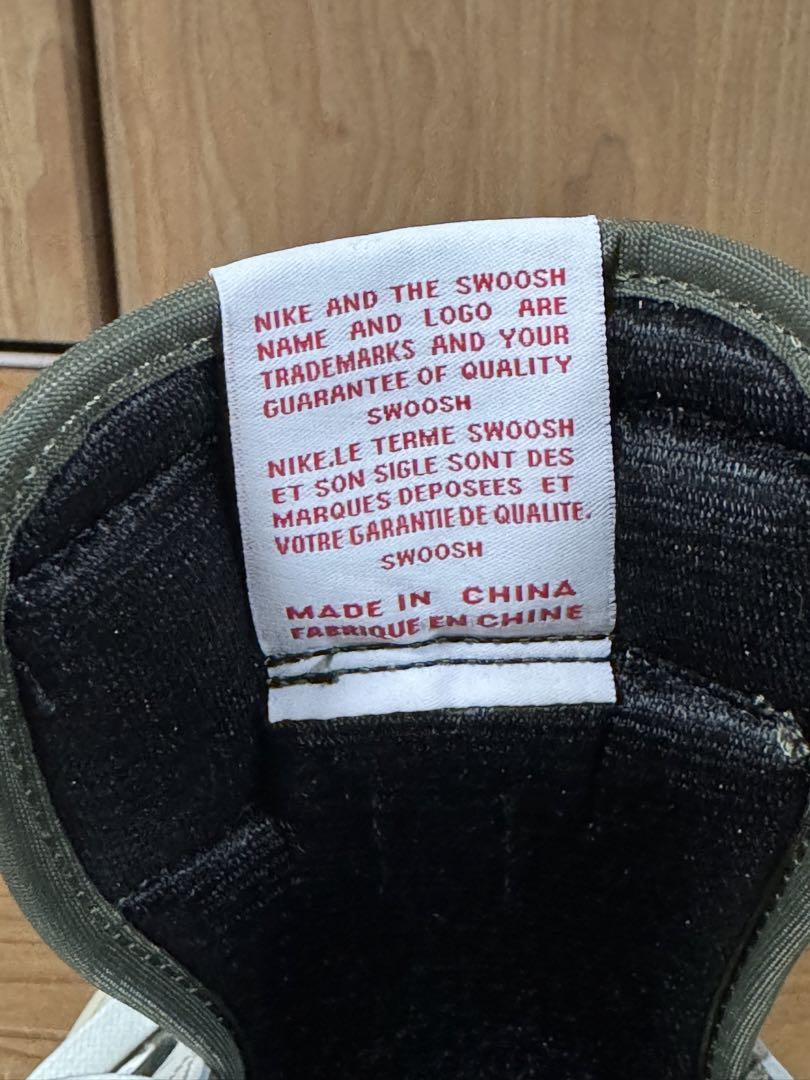 NIKE AND THE SWOOSH
NAME AND LOGO ARE
TRADEMARKS AND YOUR
GUARANTEE OF QUALITY
SWOOSH
NIKE.LE TERME SWOOSH
ET SON SIGLE SONT DES
MARQUES DEPOSEES ET
VOTRE GARANTIE DE QUALITE.
SWOOSH
MADE IN CHINA
FABRIQUE EN CHINE